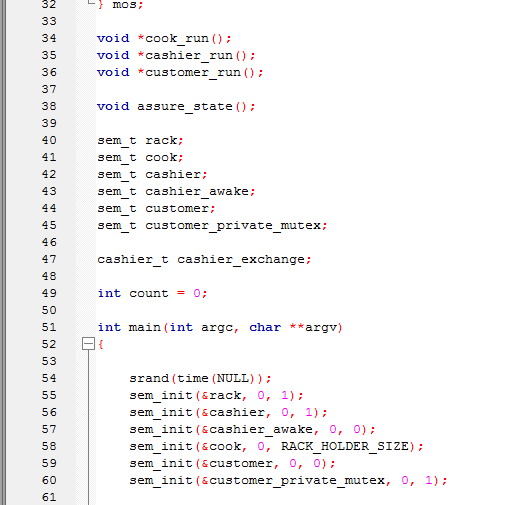 32 } mos;
33
34 void *cook_run();
35 void *cashier_run();
36 void *customer_run();
37
38 void assure_state();
39
40 sem_t rack;
41 sem_t cook;
42 sem_t cashier;
43 sem_t cashier_awake;
44 sem_t customer;
45 sem_t customer_private_mutex;
46
47 cashier_t cashier_exchange;
48
49 int count = 0;
50
51 int main(int argc, char **argv)
52 {
53
54 srand(time(NULL));
55 sem_init(&rack, 0, 1);
56 sem_init(&cashier, 0, 1);
57 sem_init(&cashier_awake, 0, 0);
58 sem_init(&cook, 0, RACK_HOLDER_SIZE);
59 sem_init(&customer, 0, 0);
60 sem_init(&customer_private_mutex, 0, 1);
61